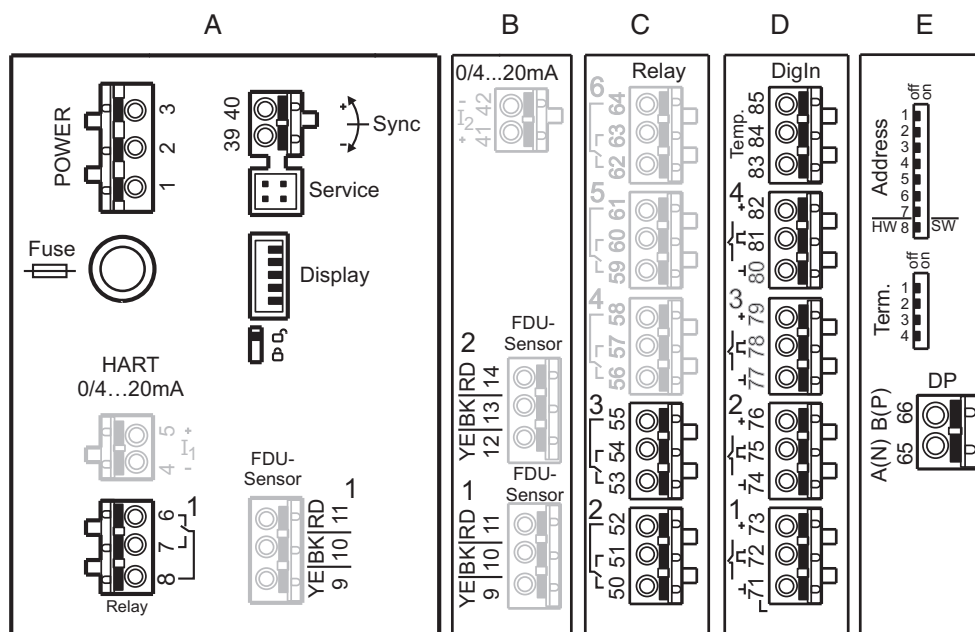 A
POWER
3
2
1
39 40
+
-
Sync
Service
Fuse
Display
HART
0/4...20mA
5 +
4 -
I1
6
7
8
1
Relay
FDU-
Sensor
1
YE|BK|RD
9 |10| 11
B
0/4...20mA
- 42
I2
+ 41
2
FDU-
Sensor
YE|BK|RD
12 |13| 14
1
FDU-
Sensor
YE|BK|RD
9 |10| 11
C
Relay
6
62 63 64
5
59 60 61
4
56 57 58
3
53 54 55
2
50 51 52
D
DigIn
Temp.
83 84 85
4
80 81 82 +
3
77 78 79 +
2
74 75 76 +
1
71 72 73 +
E
off
on
Address
1
2
3
4
5
6
7
HW 8 SW
off
on
Term.
1
2
3
4
DP
A(N) B(P)
65 66